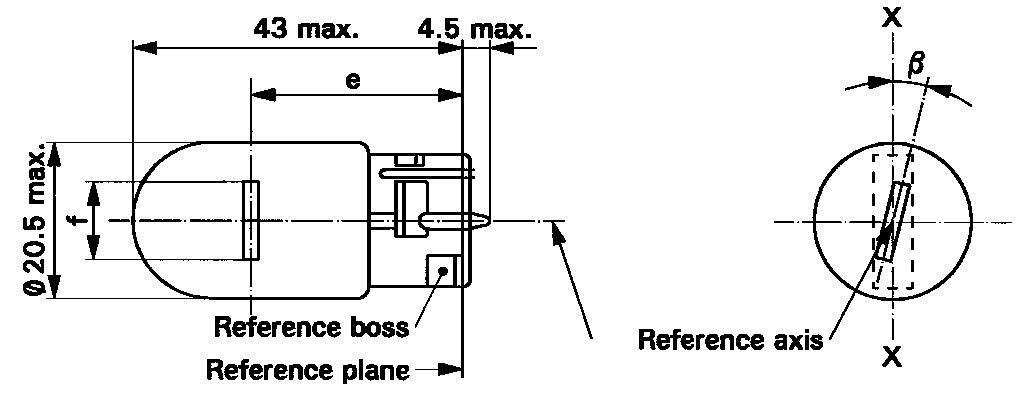 43 max.
4.5 max.
e
Ø 20.5 max.
f
Reference boss
Reference plane
X
β
Reference axis
X